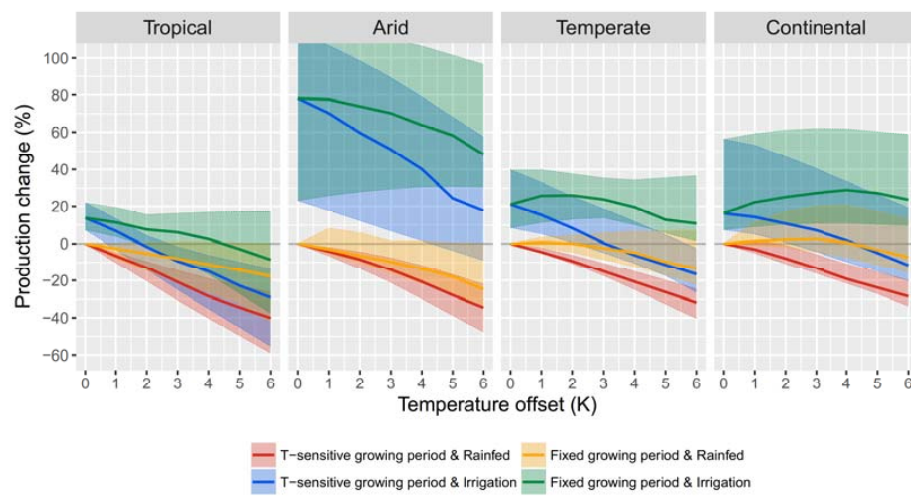 Tropical Arid Temperate Continental
Production change (%)
100
80
60
40
20
0
−20
−40
−60
0 1 2 3 4 5 6 0 1 2 3 4 5 6 0 1 2 3 4 5 6 0 1 2 3 4 5 6
Temperature offset (K)
T−sensitive growing period & Rainfed Fixed growing period & Rainfed
T−sensitive growing period & Irrigation Fixed growing period & Irrigation